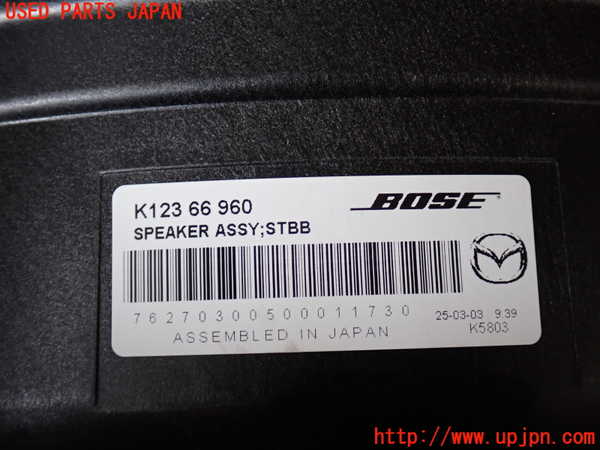 USED PARTS JAPAN
K123 66 960
BOSE
SPEAKER ASSY;STBB
76270300500011730
25-03-03 9:39
ASSEMBLED IN JAPAN
K5803
http://www.upjpn.com/